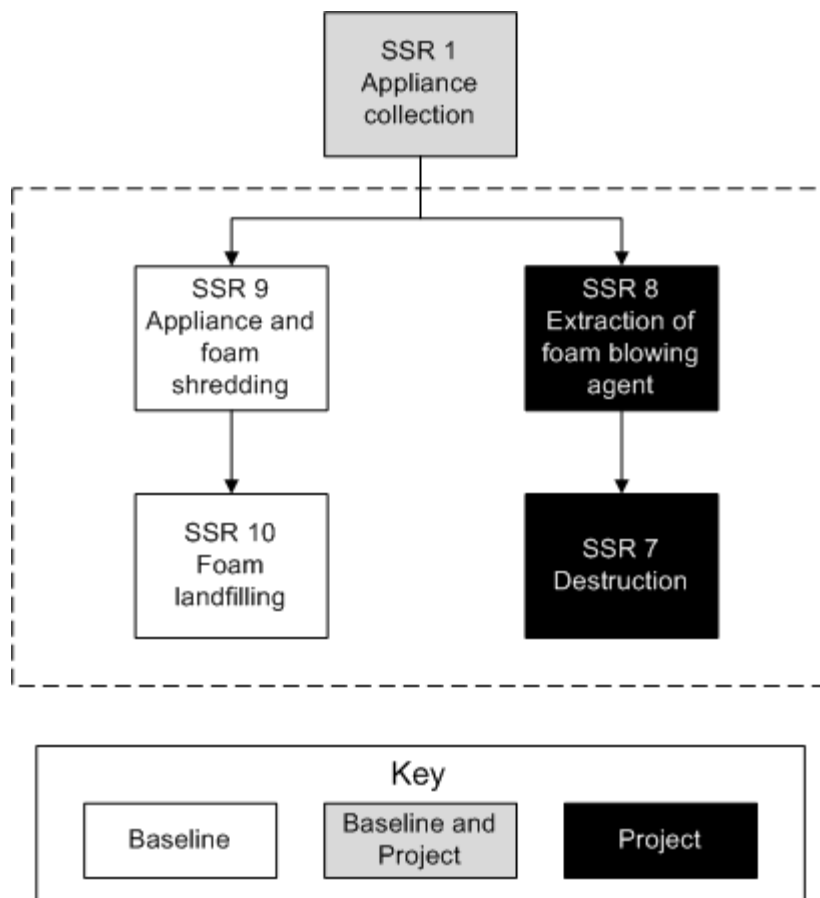 SSR 1
Appliance
collection
SSR 9
Appliance and
foam
shredding
SSR 8
Extraction of
foam blowing
agent
SSR 10
Foam
landfilling
SSR 7
Destruction
Key
Baseline
Baseline and
Project
Project